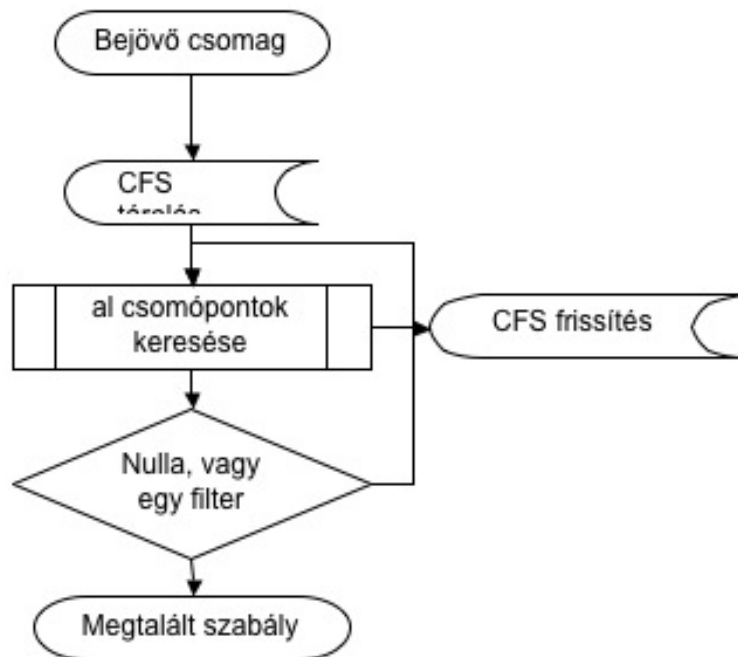 Bejövő csomag
CFS
al csomópontok
keresése
CFS frissítés
Nulla, vagy
egy filter
Megtalált szabály